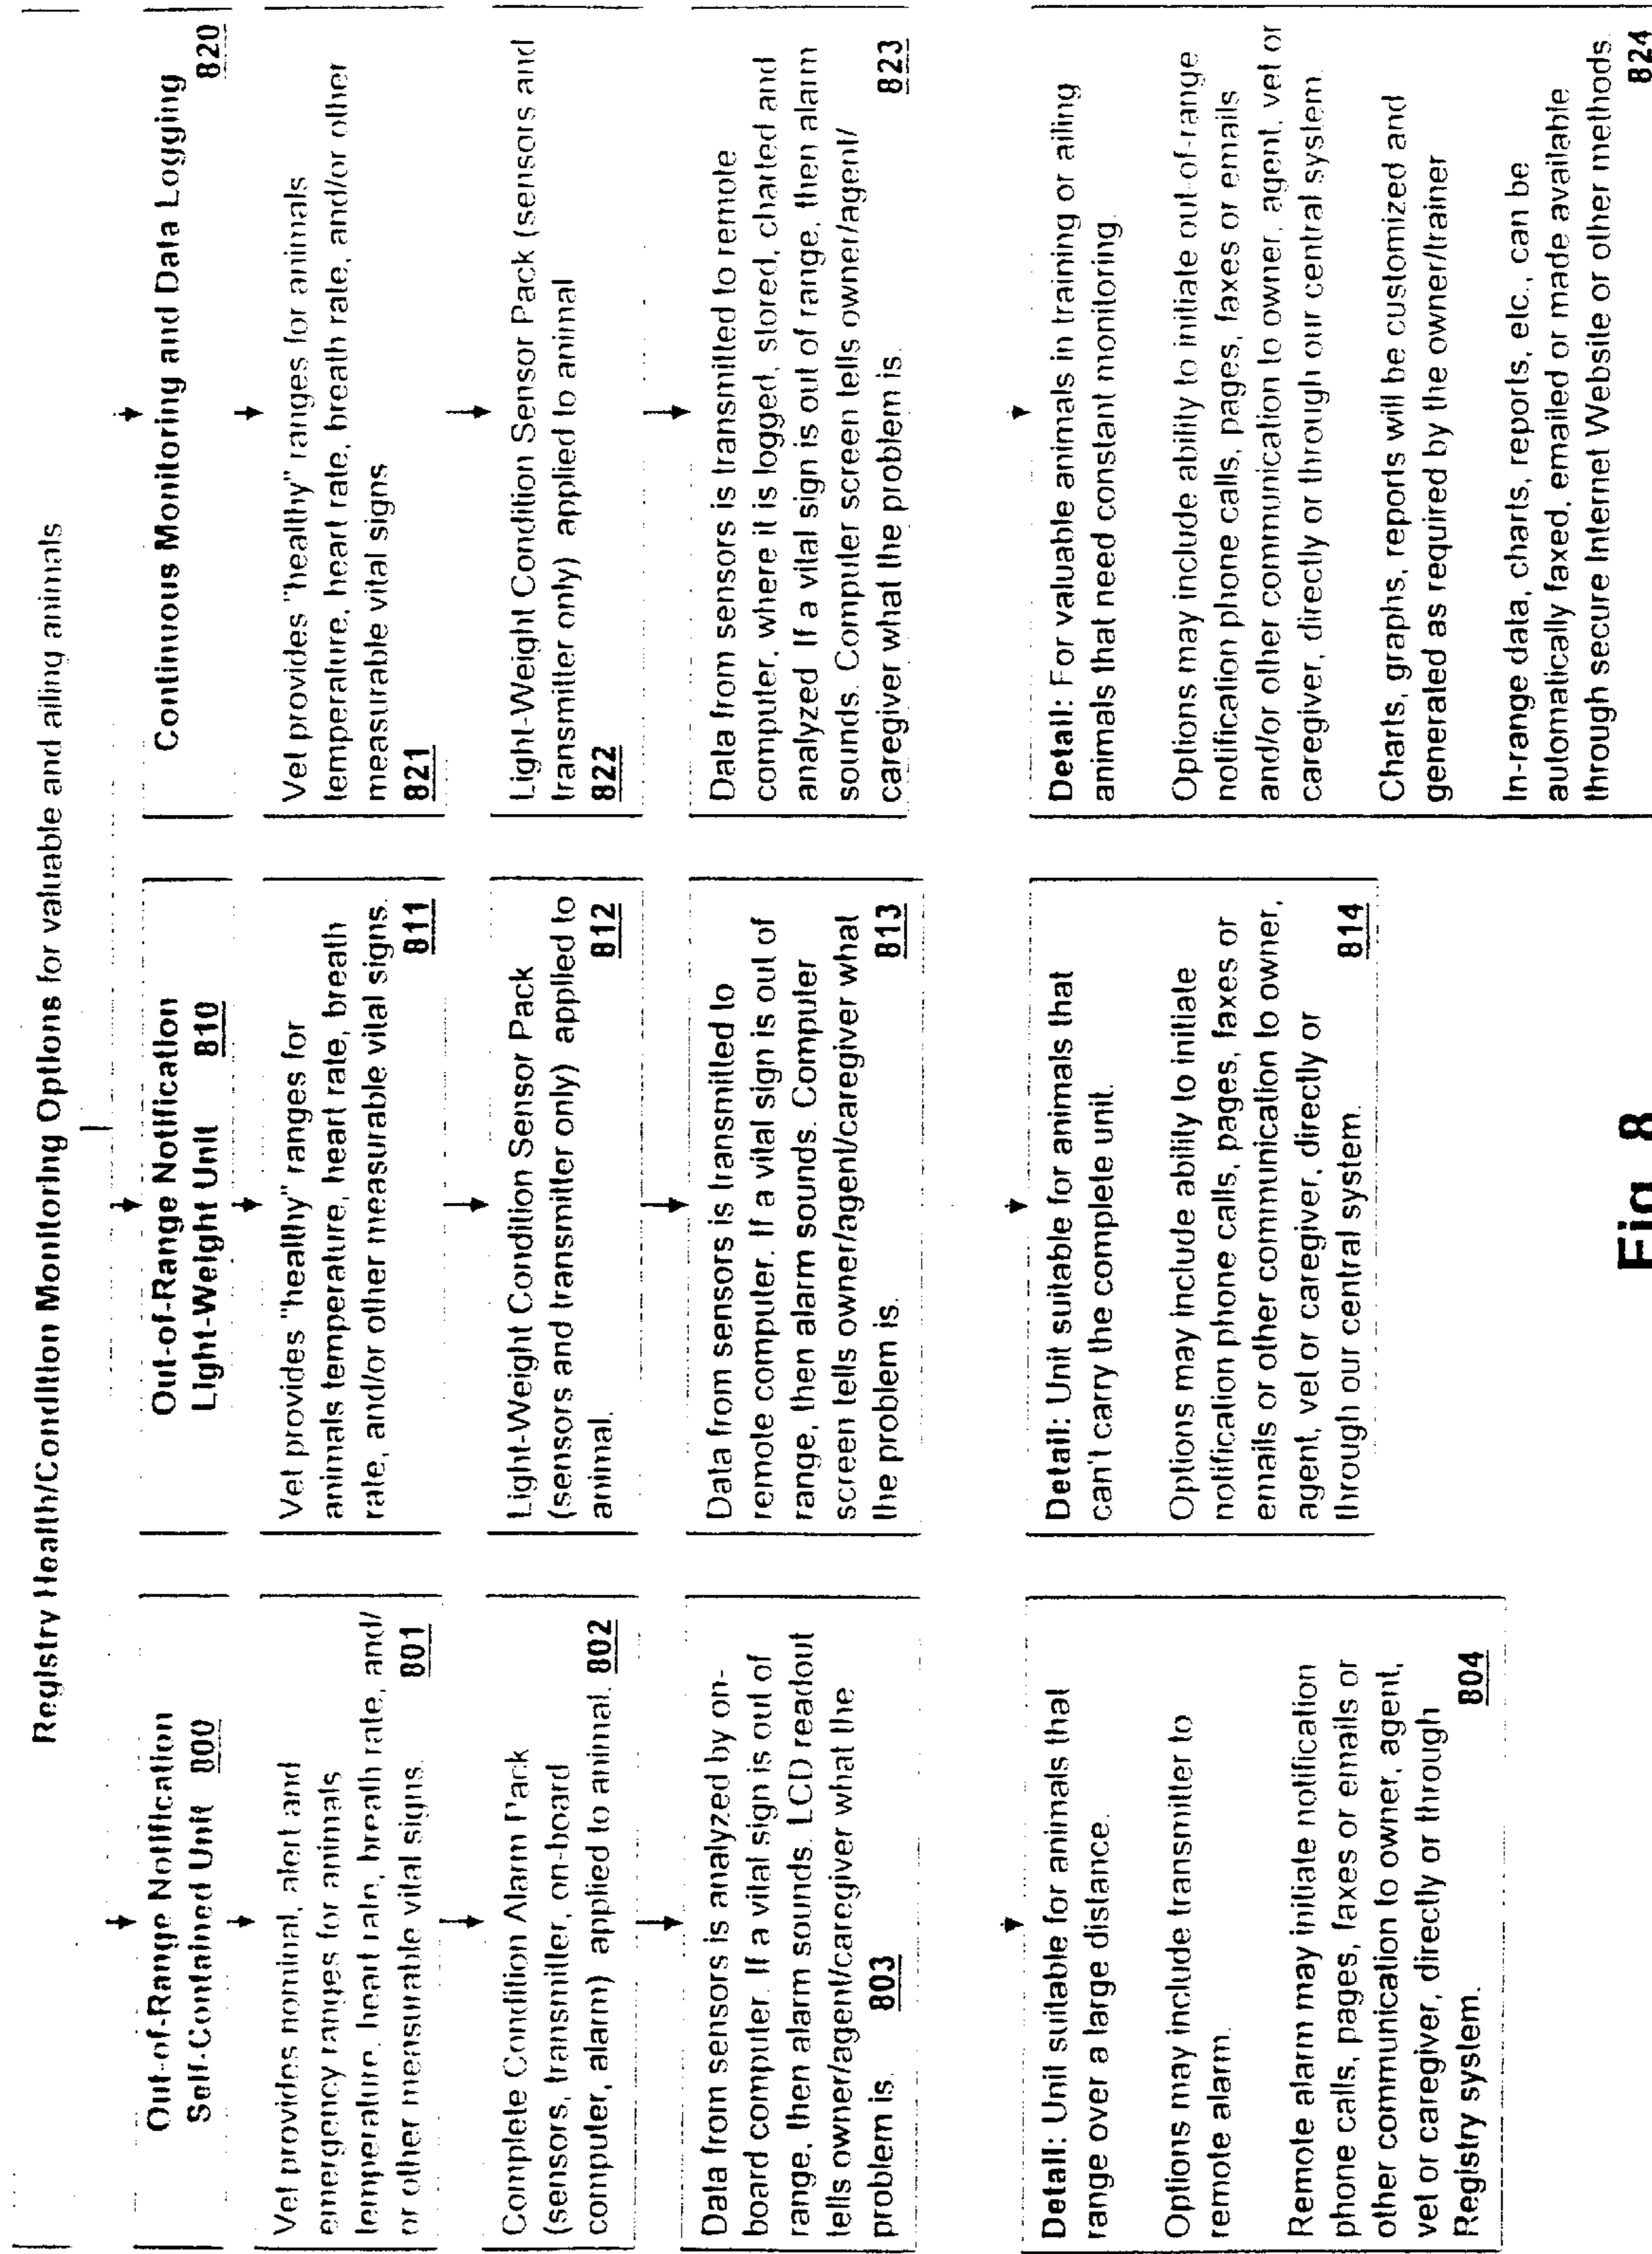 Registry Health/Condition Monitoring Options for valuable and ailing animals
Out-of-Range Notification
Self-Contained Unit 800
Vet provides nominal, alert and
emergency ranges for animals
temperature, heart rate, breath rate, and/
or other measurable vital signs.
801
Complete Condition Alarm Pack
(sensors, transmitter, on-board
computer, alarm) applied to animal. 802
Data from sensors is analyzed by on-
board computer. If a vital sign is out of
range, then alarm sounds. LCD readout
tells owner/agent/caregiver what the
problem is. 803
Detail: Unit suitable for animals that
range over a large distance.
Options may include transmitter to
remote alarm.
Remote alarm may initiate notification
phone calls, pages, faxes or emails or
other communication to owner, agent,
vet or caregiver, directly or through
Registry system. 804
Out-of-Range Notification
Light-Weight Unit 810
Vet provides "healthy" ranges for
animals temperature, heart rate, breath
rate, and/or other measurable vital signs.
811
Light-Weight Condition Sensor Pack
(sensors and transmitter only) applied to
animal. 812
Data from sensors is transmitted to
remote computer. If a vital sign is out of
range, then alarm sounds. Computer
screen tells owner/agent/caregiver what
the problem is. 813
Detail: Unit suitable for animals that
can't carry the complete unit.
Options may include ability to initiate
notification phone calls, pages, faxes or
emails or other communication to owner,
agent, vet or caregiver, directly or
through our central system. 814
Continuous Monitoring and Data Logging
820
Vet provides "healthy" ranges for animals
temperature, heart rate, breath rate, and/or other
measurable vital signs
821
Light-Weight Condition Sensor Pack (sensors and
transmitter only) applied to animal
822
Data from sensors is transmitted to remote
computer, where it is logged, stored, charted and
analyzed. If a vital sign is out of range, then alarm
sounds. Computer screen tells owner/agent/
caregiver what the problem is. 823
Detail: For valuable animals in training or ailing
animals that need constant monitoring.
Options may include ability to initiate out-of-range
notification phone calls, pages, faxes or emails
and/or other communication to owner, agent, vet or
caregiver, directly or through our central system.
Charts, graphs, reports will be customized and
generated as required by the owner/trainer
In-range data, charts, reports, etc., can be
automatically faxed, emailed or made available
through secure Internet Website or other methods.
824
Fig. 8